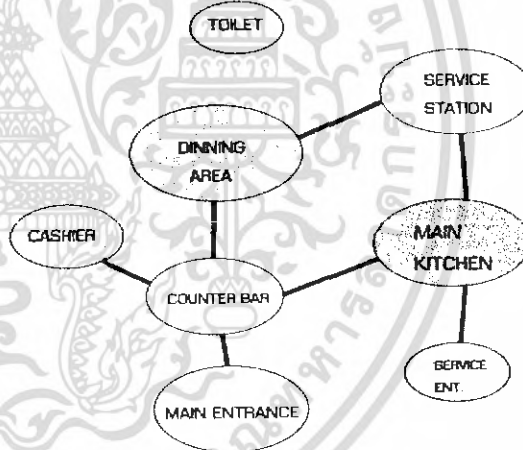 TOILET
SERVICE
STATION
DINNING
AREA
CASHIER
MAIN
KITCHEN
COUNTER BAR
SERVICE
ENT.
MAIN ENTRANCE